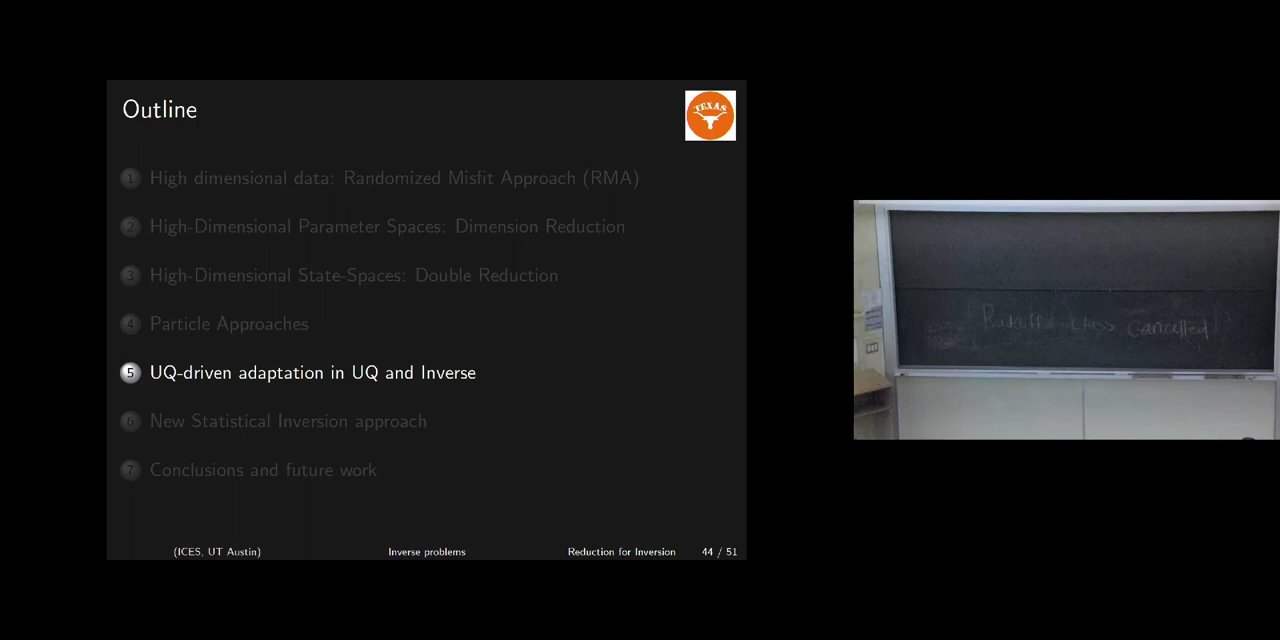 Outline
TEXAS
1 High dimensional data: Randomized Misfit Approach (RMA)
2 High-Dimensional Parameter Spaces: Dimension Reduction
3 High-Dimensional State-Spaces: Double Reduction
4 Particle Approaches
5 UQ-driven adaptation in UQ and Inverse
6 New Statistical Inversion approach
7 Conclusions and future work
(ICES, UT Austin) Inverse problems Reduction for Inversion 44 / 51
class Cancelled